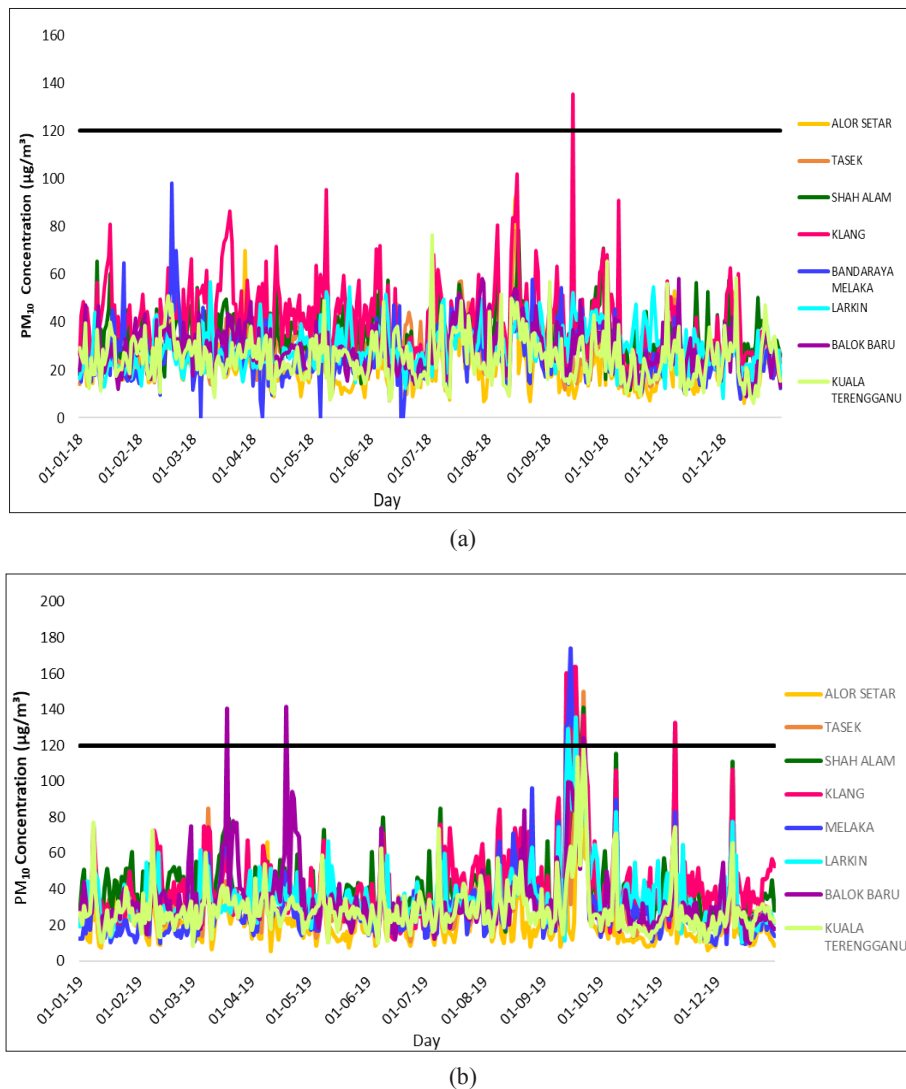 160
140
120
100
80
60
40
20
0
PM₁₀ Concentration (µg/m³)
01-01-18
01-02-18
01-03-18
01-04-18
01-05-18
01-06-18
01-07-18
01-08-18
01-09-18
01-10-18
01-11-18
01-12-18
Day
ALOR SETAR
TASEK
SHAH ALAM
KLANG
BANDARAYA
MELAKA
LARKIN
BALOK BARU
KUALA
TERENGGANU
(a)
200
180
160
140
120
100
80
60
40
20
0
PM₁₀ Concentration (µg/m³)
01-01-19
01-02-19
01-03-19
01-04-19
01-05-19
01-06-19
01-07-19
01-08-19
01-09-19
01-10-19
01-11-19
01-12-19
Day
ALOR SETAR
TASEK
SHAH ALAM
KLANG
MELAKA
LARKIN
BALOK BARU
KUALA
TERENGGANU
(b)